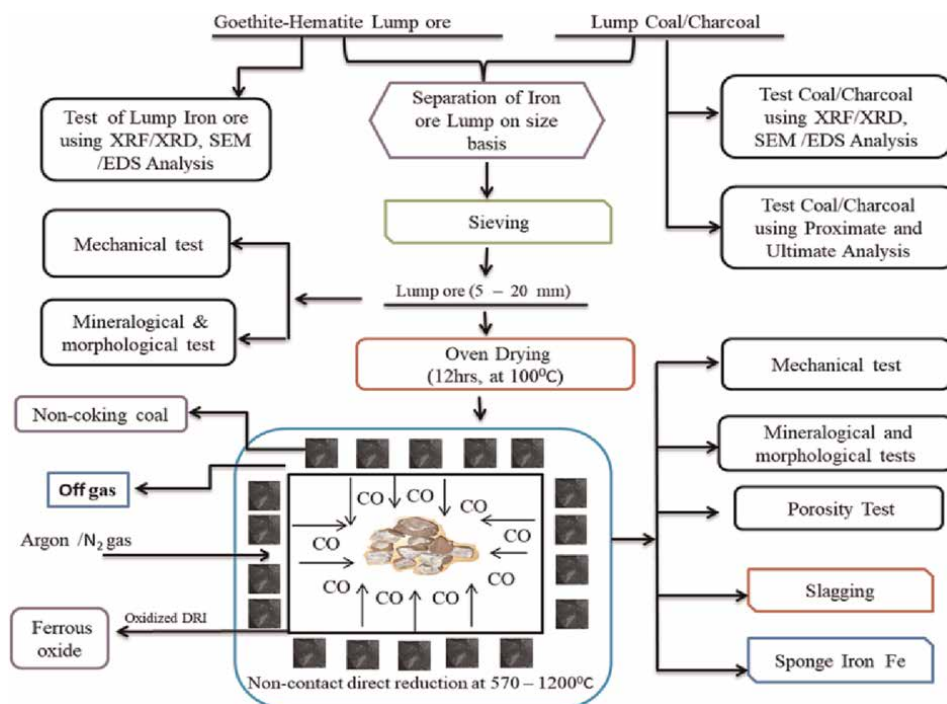 Goethite-Hematite Lump ore
Lump Coal/Charcoal
Test of Lump Iron ore
using XRF/XRD, SEM
/EDS Analysis
Separation of Iron
ore Lump on size
basis
Test Coal/Charcoal
using XRF/XRD,
SEM /EDS Analysis
Sieving
Test Coal/Charcoal
using Proximate and
Ultimate Analysis
Mechanical test
Lump ore (5 – 20 mm)
Mineralogical &
morphological test
Oven Drying
(12hrs, at 100⁰C)
Mechanical test
Non-coking coal
Mineralogical and
morphological tests
Off gas
CO CO CO CO
CO CO
Porosity Test
Argon /N₂ gas
CO CO
CO CO
CO CO CO
Slagging
Oxidized DRI
Ferrous
oxide
Sponge Iron Fe
Non-contact direct reduction at 570 – 1200⁰C